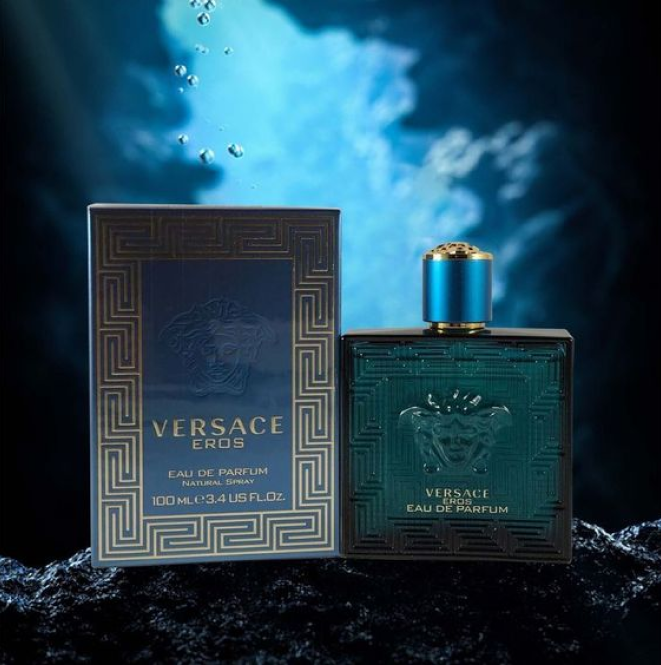 VERSACE
EROS
EAU DE PARFUM
NATURAL SPRAY
100 ML℮3.4 US FL.OZ.
VERSACE
EROS
EAU DE PARFUM